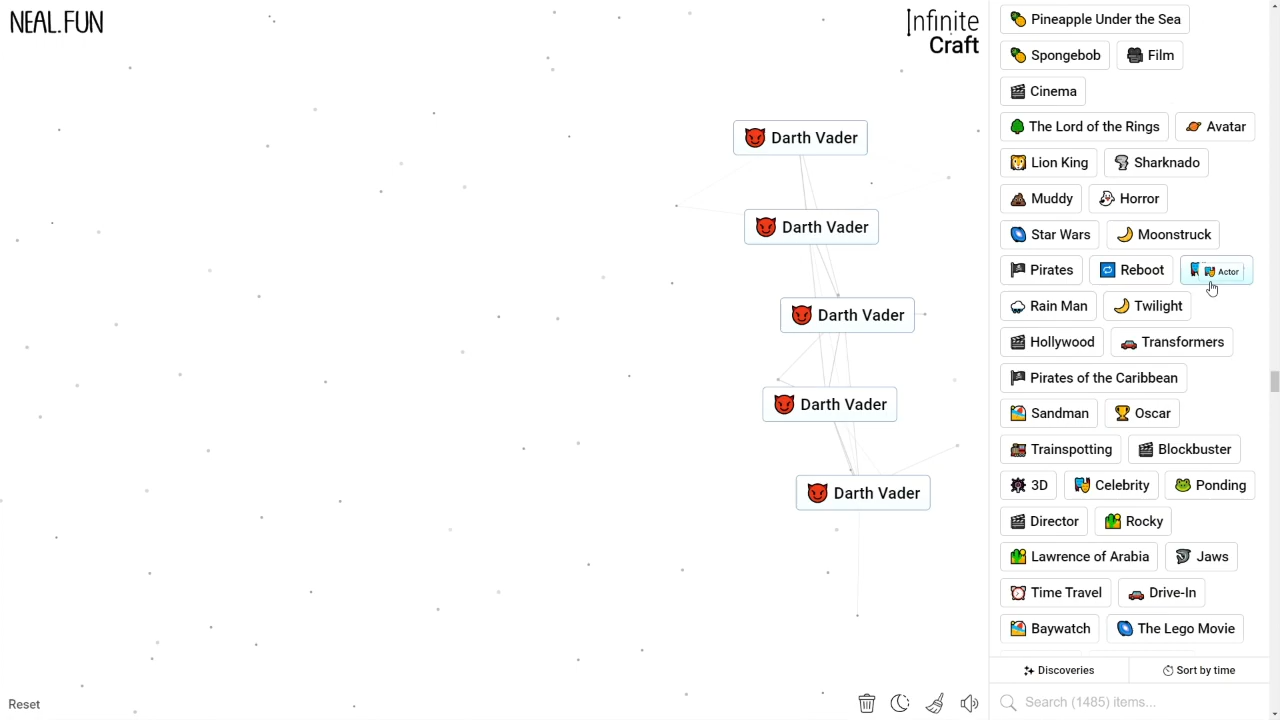 NEAL.FUN
Infinite
Craft
Darth Vader
Darth Vader
Darth Vader
Darth Vader
Darth Vader
Pineapple Under the Sea
Spongebob Film
Cinema
The Lord of the Rings Avatar
Lion King Sharknado
Muddy Horror
Star Wars Moonstruck
Pirates Reboot Actor
Rain Man Twilight
Hollywood Transformers
Pirates of the Caribbean
Sandman Oscar
Trainspotting Blockbuster
3D Celebrity Ponding
Director Rocky
Lawrence of Arabia Jaws
Time Travel Drive-In
Baywatch The Lego Movie
Discoveries Sort by time
Search (1485) items...
Reset